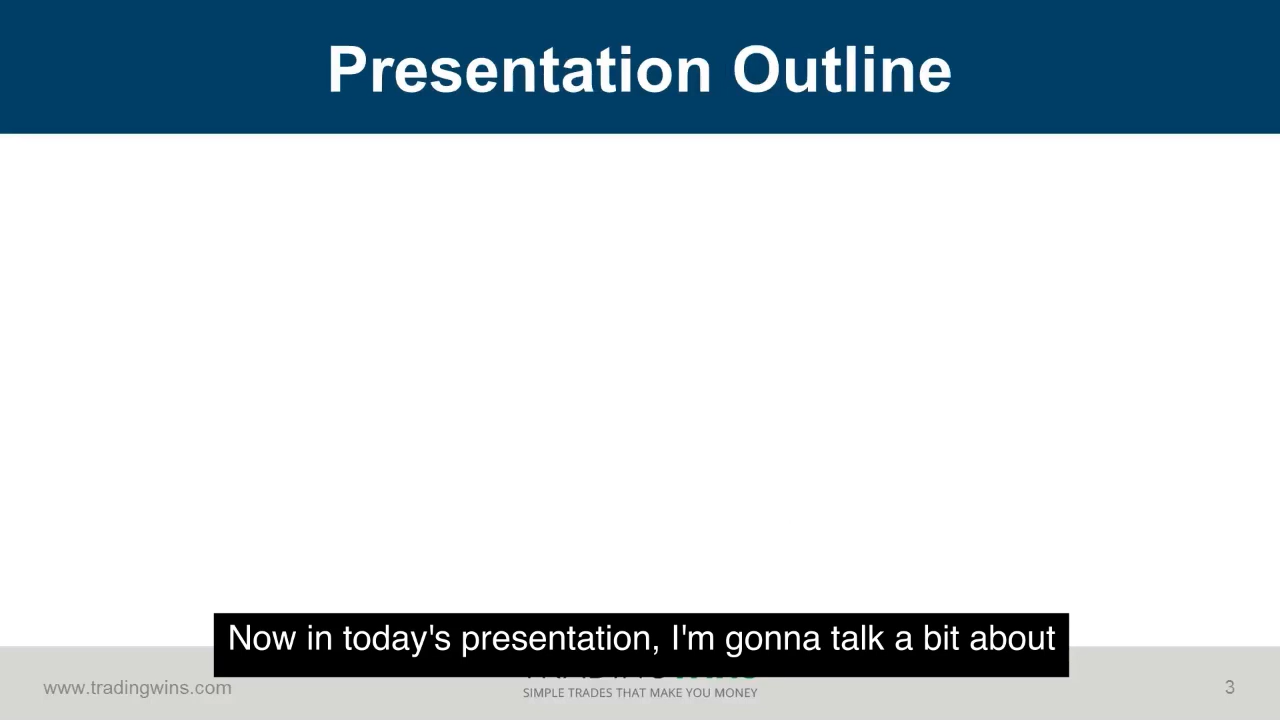 Presentation Outline
Now in today's presentation, I'm gonna talk a bit about
www.tradingwins.com
SIMPLE TRADES THAT MAKE YOU MONEY
3